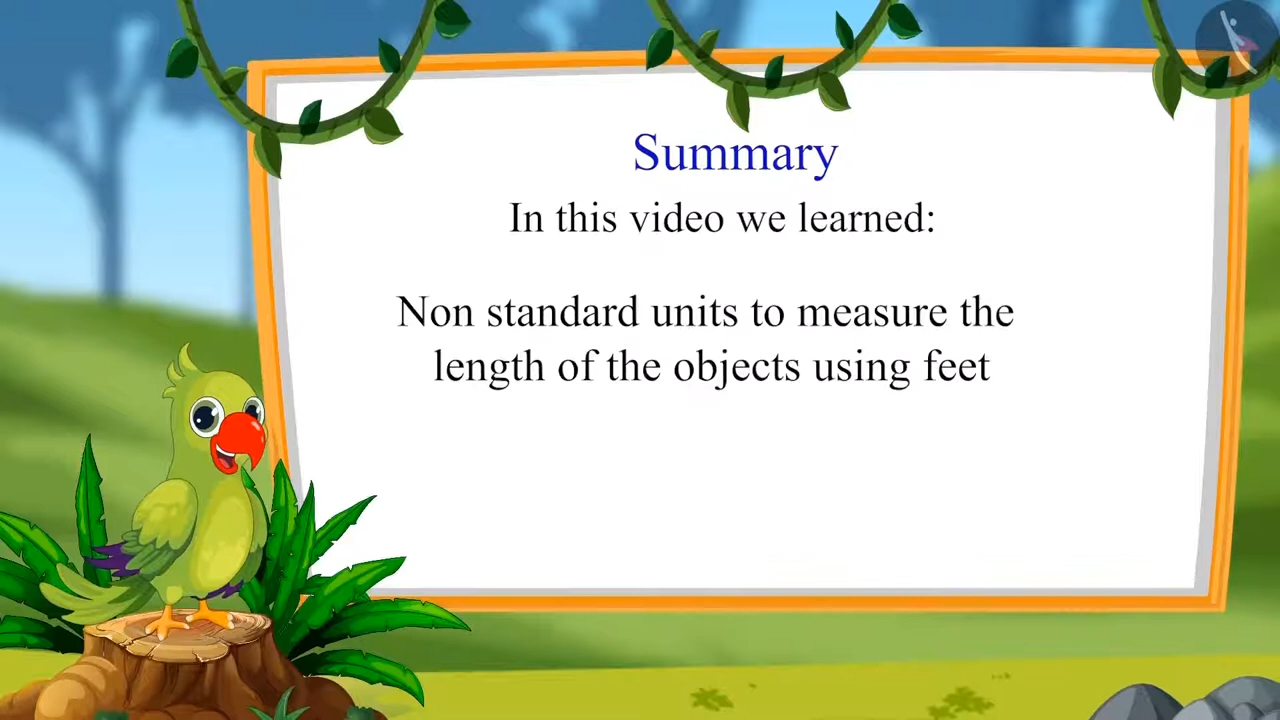 Summary
In this video we learned:
Non standard units to measure the
length of the objects using feet